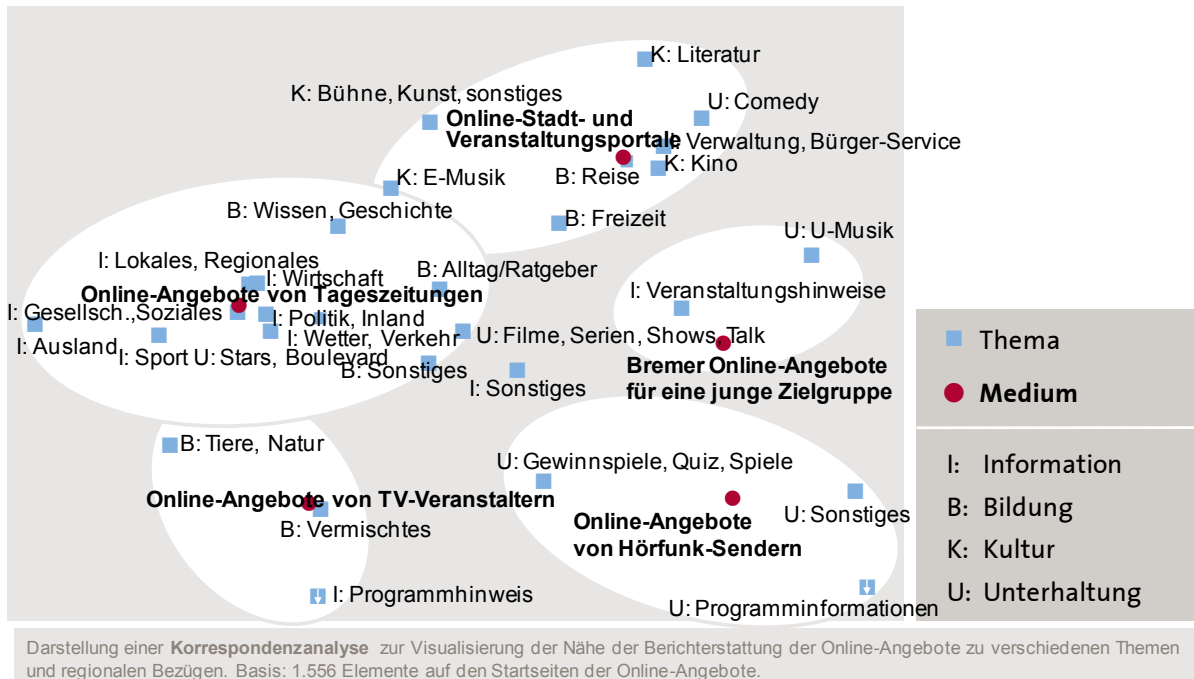 K: Literatur
K: Bühne, Kunst, sonstiges
U: Comedy
Online-Stadt- und
Veranstaltungsportale
I: Verwaltung, Bürger-Service
K: Kino
B: Reise
K: E-Musik
B: Wissen, Geschichte
B: Freizeit
U: U-Musik
I: Lokales, Regionales
I: Wirtschaft
B: Alltag/Ratgeber
Online-Angebote von Tageszeitungen
I: Veranstaltungshinweise
I: Gesellsch.,Soziales
I: Politik, Inland
I: Ausland
I: Wetter, Verkehr
U: Filme, Serien, Shows, Talk
I: Sport
U: Stars, Boulevard
B: Sonstiges
I: Sonstiges
Bremer Online-Angebote
für eine junge Zielgruppe
B: Tiere, Natur
U: Gewinnspiele, Quiz, Spiele
Online-Angebote von TV-Veranstaltern
B: Vermischtes
Online-Angebote
von Hörfunk-Sendern
U: Sonstiges
I: Programmhinweis
U: Programminformationen
Thema
Medium
I: Information
B: Bildung
K: Kultur
U: Unterhaltung
Darstellung einer Korrespondenzanalyse zur Visualisierung der Nähe der Berichterstattung der Online-Angebote zu verschiedenen Themen
und regionalen Bezügen. Basis: 1.556 Elemente auf den Startseiten der Online-Angebote.